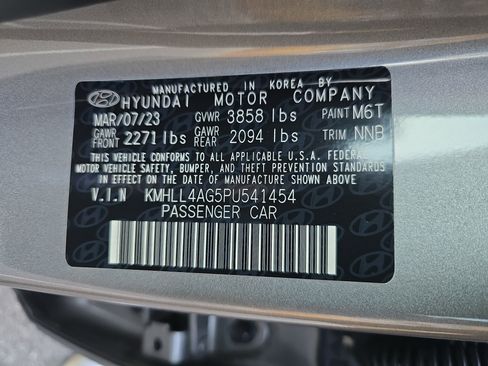 MANUFACTURED IN KOREA BY
HYUNDAI MOTOR COMPANY
MAR/07/23 GVWR 3858 lbs PAINT M6T
GAWR FRONT 2271 lbs GAWR REAR 2094 lbs TRIM NNB
THIS VEHICLE CONFORMS TO ALL APPLICABLE U.S.A. FEDERAL
MOTOR VEHICLE SAFETY, BUMPER, AND THEFT PREVENTION STANDARDS
IN EFFECT ON THE DATE OF MANUFACTURE SHOWN ABOVE.
V.I.N KMHLL4AG5PU541454
PASSENGER CAR